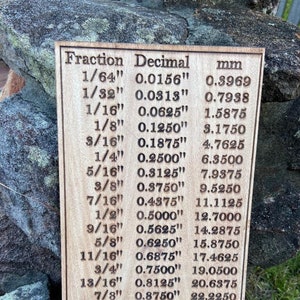 Fraction Decimal mm
1/64" 0.0156" 0.3969
1/32" 0.0313" 0.7938
1/16" 0.0625" 1.5875
1/8" 0.1250" 3.1750
3/16" 0.1875" 4.7625
1/4" 0.2500" 6.3500
5/16" 0.3125" 7.9375
3/8" 0.3750" 9.5250
7/16" 0.4375" 11.1125
1/2" 0.5000" 12.7000
9/16" 0.5625" 14.2875
5/8" 0.6250" 15.8750
11/16" 0.6875" 17.4625
3/4" 0.7500" 19.0500
13/16" 0.8125" 20.6375
7/8" 0.8750" 22.2250